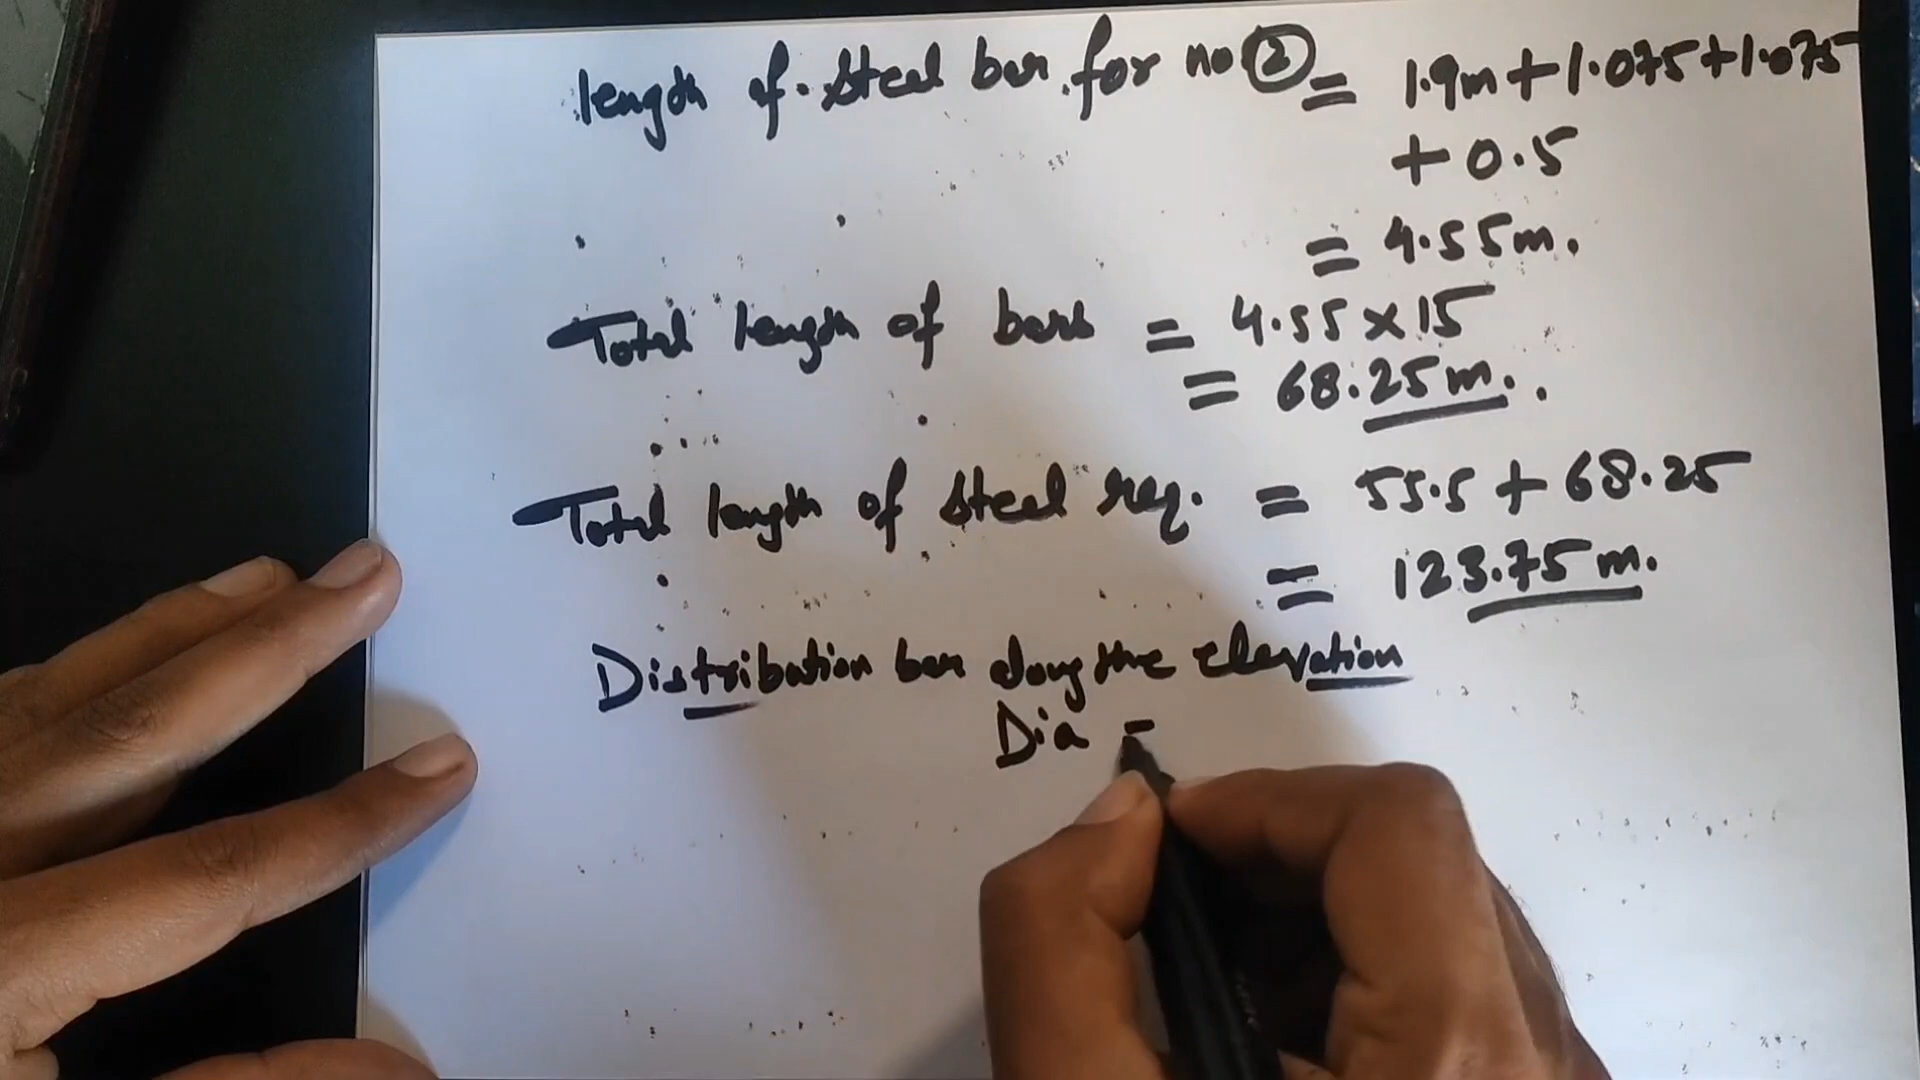 length of steel bar for no ② = 1.9m + 1.075 + 1.075
+ 0.5
= 4.55m.
Total length of bars = 4.55 x 15
= 68.25m.
Total length of steel req. = 55.5 + 68.25
= 123.75m.
Distribution bar along the elevation
Dia -